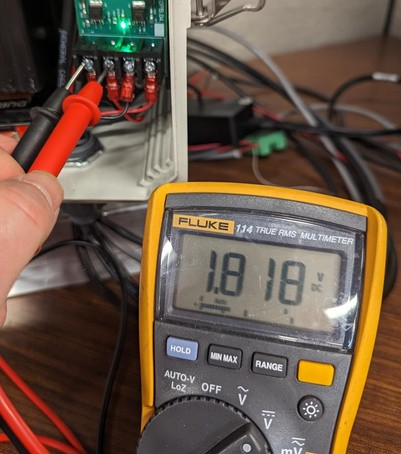 FLUKE 114 TRUE RMS MULTIMETER
1.818 V
DC
HOLD
MIN MAX
RANGE
AUTO-V
LoZ
OFF
V
V
mV